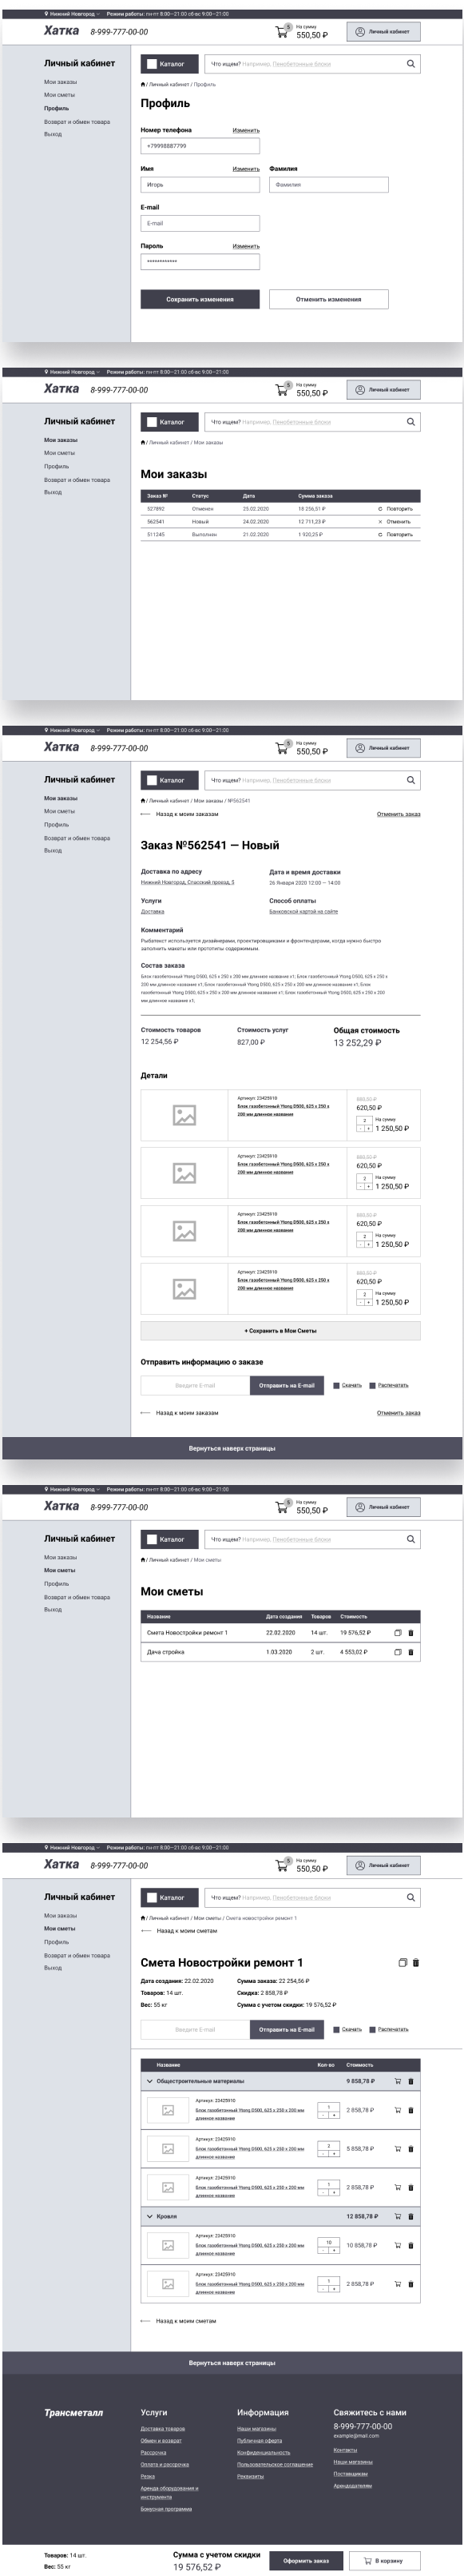 Нижний Новгород Режим работы: пн-пт 8:00—21:00 сб-вс 9:00—21:00
Хатка 8-999-777-00-00 5 На сумму 550,50 ₽ Личный кабинет
Личный кабинет
Мои заказы
Мои сметы
Профиль
Возврат и обмен товара
Выход
Каталог Что ищем? Например, Пенобетонные блоки
/ Личный кабинет / Профиль
Профиль
Номер телефона Изменить
+79998887799
Имя Изменить Фамилия
Игорь Фамилия
E-mail
E-mail
Пароль Изменить
************
Сохранить изменения Отменить изменения
Нижний Новгород Режим работы: пн-пт 8:00—21:00 сб-вс 9:00—21:00
Хатка 8-999-777-00-00 5 На сумму 550,50 ₽ Личный кабинет
Личный кабинет
Мои заказы
Мои сметы
Профиль
Возврат и обмен товара
Выход
Каталог Что ищем? Например, Пенобетонные блоки
/ Личный кабинет / Мои заказы
Мои заказы
Заказ № Статус Дата Сумма заказа
527892 Отменен 25.02.2020 18 256,51 ₽ Повторить
562541 Новый 24.02.2020 12 711,23 ₽ Отменить
511245 Выполнен 21.02.2020 1 920,25 ₽ Повторить
Нижний Новгород Режим работы: пн-пт 8:00—21:00 сб-вс 9:00—21:00
Хатка 8-999-777-00-00 5 На сумму 550,50 ₽ Личный кабинет
Личный кабинет
Мои заказы
Мои сметы
Профиль
Возврат и обмен товара
Выход
Каталог Что ищем? Например, Пенобетонные блоки
/ Личный кабинет / Мои заказы / №562541
Назад к моим заказам Отменить заказ
Заказ №562541 — Новый
Доставка по адресу Дата и время доставки
Нижний Новгород, Спасский проезд, 5 26 Января 2020 12:00 — 14:00
Услуги Способ оплаты
Доставка Банковской картой на сайте
Комментарий
Рыбатекст используется дизайнерами, проектировщиками и фронтендерами, когда нужно быстро
заполнить макеты или прототипы содержимым.
Состав заказа
Блок газобетонный Ytong D500, 625 х 250 х 200 мм длинное название х1; Блок газобетонный Ytong D500, 625 х 250 х
200 мм длинное название х1; Блок газобетонный Ytong D500, 625 х 250 х 200 мм длинное название х1; Блок
газобетонный Ytong D500, 625 х 250 х 200 мм длинное название х1; Блок газобетонный Ytong D500, 625 х 250 х 200
мм длинное название х1;
Стоимость товаров Стоимость услуг Общая стоимость
12 254,56 ₽ 827,00 ₽ 13 252,29 ₽
Детали
Артикул: 23425910
Блок газобетонный Ytong D500, 625 х 250 х
200 мм длинное название
880,52 ₽
620,50 ₽
2 - + На сумму 1 250,50 ₽
Артикул: 23425910
Блок газобетонный Ytong D500, 625 х 250 х
200 мм длинное название
880,52 ₽
620,50 ₽
2 - + На сумму 1 250,50 ₽
Артикул: 23425910
Блок газобетонный Ytong D500, 625 х 250 х
200 мм длинное название
880,52 ₽
620,50 ₽
2 - + На сумму 1 250,50 ₽
Артикул: 23425910
Блок газобетонный Ytong D500, 625 х 250 х
200 мм длинное название
880,52 ₽
620,50 ₽
2 - + На сумму 1 250,50 ₽
+ Сохранить в Мои Сметы
Отправить информацию о заказе
Введите E-mail Отправить на E-mail Скачать Распечатать
Назад к моим заказам Отменить заказ
Вернуться наверх страницы
Нижний Новгород Режим работы: пн-пт 8:00—21:00 сб-вс 9:00—21:00
Хатка 8-999-777-00-00 5 На сумму 550,50 ₽ Личный кабинет
Личный кабинет
Мои заказы
Мои сметы
Профиль
Возврат и обмен товара
Выход
Каталог Что ищем? Например, Пенобетонные блоки
/ Личный кабинет / Мои сметы
Мои сметы
Название Дата создания Товаров Стоимость
Смета Новостройки ремонт 1 22.02.2020 14 шт. 19 576,52 ₽
Дача стройка 1.03.2020 2 шт. 4 553,02 ₽
Нижний Новгород Режим работы: пн-пт 8:00—21:00 сб-вс 9:00—21:00
Хатка 8-999-777-00-00 5 На сумму 550,50 ₽ Личный кабинет
Личный кабинет
Мои заказы
Мои сметы
Профиль
Возврат и обмен товара
Выход
Каталог Что ищем? Например, Пенобетонные блоки
/ Личный кабинет / Мои сметы / Смета новостройки ремонт 1
Назад к моим сметам
Смета Новостройки ремонт 1
Дата создания: 22.02.2020 Сумма заказа: 22 254,56 ₽
Товаров: 14 шт. Скидка: 2 858,78 ₽
Вес: 55 кг Сумма с учетом скидки: 19 576,52 ₽
Введите E-mail Отправить на E-mail Скачать Распечатать
Название Кол-во Стоимость
Общестроительные материалы 9 858,78 ₽
Артикул: 23425910
Блок газобетонный Ytong D500, 625 х 250 х 200 мм
длинное название
1 - + 2 858,78 ₽
Артикул: 23425910
Блок газобетонный Ytong D500, 625 х 250 х 200 мм
длинное название
2 - + 5 858,78 ₽
Артикул: 23425910
Блок газобетонный Ytong D500, 625 х 250 х 200 мм
длинное название
1 - + 2 858,78 ₽
Кровля 12 858,78 ₽
Артикул: 23425910
Блок газобетонный Ytong D500, 625 х 250 х 200 мм
длинное название
10 - + 10 858,78 ₽
Артикул: 23425910
Блок газобетонный Ytong D500, 625 х 250 х 200 мм
длинное название
1 - + 2 858,78 ₽
Назад к моим сметам
Вернуться наверх страницы
Трансметалл
Услуги
Доставка товаров
Обмен и возврат
Рассрочка
Оплата и рассрочка
Резка
Аренда оборудования и
инструмента
Бонусная программа
Информация
Наши магазины
Публичная оферта
Конфиденциальность
Пользовательское соглашение
Реквизиты
Свяжитесь с нами
8-999-777-00-00
example@mail.com
Контакты
Наши магазины
Поставщикам
Арендодателям
Товаров: 14 шт.
Вес: 55 кг
Сумма с учетом скидки
19 576,52 ₽
Оформить заказ В корзину